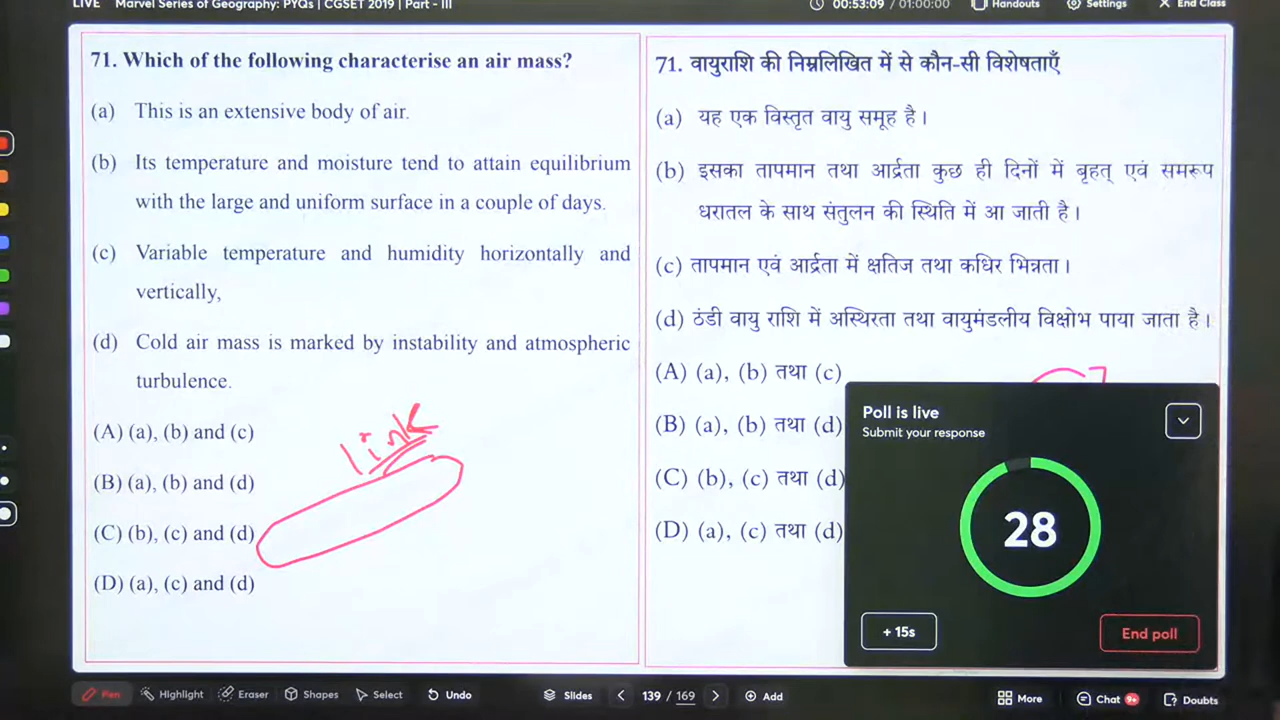 LIVE Marvel Series of Geography: PYQs | CGSET 2019 | Part - III
00:53:09 / 01:00:00 Handouts Settings End Class
71. Which of the following characterise an air mass?
(a) This is an extensive body of air.
(b) Its temperature and moisture tend to attain equilibrium
with the large and uniform surface in a couple of days.
(c) Variable temperature and humidity horizontally and
vertically,
(d) Cold air mass is marked by instability and atmospheric
turbulence.
(A) (a), (b) and (c)
(B) (a), (b) and (d)
(C) (b), (c) and (d)
(D) (a), (c) and (d)
link
71. वायुराशि की निम्नलिखित में से कौन-सी विशेषताएँ
(a) यह एक विस्तृत वायु समूह है।
(b) इसका तापमान तथा आर्द्रता कुछ ही दिनों में बृहत् एवं समरूप
धरातल के साथ संतुलन की स्थिति में आ जाती है।
(c) तापमान एवं आर्द्रता में क्षतिज तथा कधिर भिन्नता।
(d) ठंडी वायु राशि में अस्थिरता तथा वायुमंडलीय विक्षोभ पाया जाता है।
(A) (a), (b) तथा (c)
(B) (a), (b) तथा (d)
(C) (b), (c) तथा (d)
(D) (a), (c) तथा (d)
Poll is live
Submit your response
28
+ 15s
End poll
Pen Highlight Eraser Shapes Select Undo Slides 139 / 169 Add More Chat 9+ Doubts